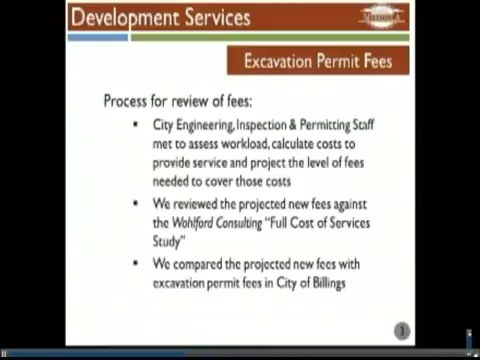 Development Services
MISSOULA
Excavation Permit Fees
Process for review of fees:
▪ City Engineering, Inspection & Permitting Staff
met to assess workload, calculate costs to
provide service and project the level of fees
needed to cover those costs
▪ We reviewed the projected new fees against
the Wohlford Consulting "Full Cost of Services
Study"
▪ We compared the projected new fees with
excavation permit fees in City of Billings
3